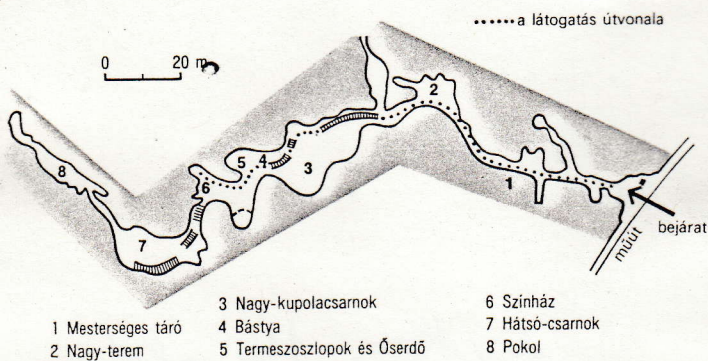 a látogatás útvonala
0 20 m
2
5 4
3
6
8
1
7
bejárat
műút
1 Mesterséges táró
2 Nagy-terem
3 Nagy-kupolacsarnok
4 Bástya
5 Termeszoszlopok és Őserdő
6 Színház
7 Hátsó-csarnok
8 Pokol